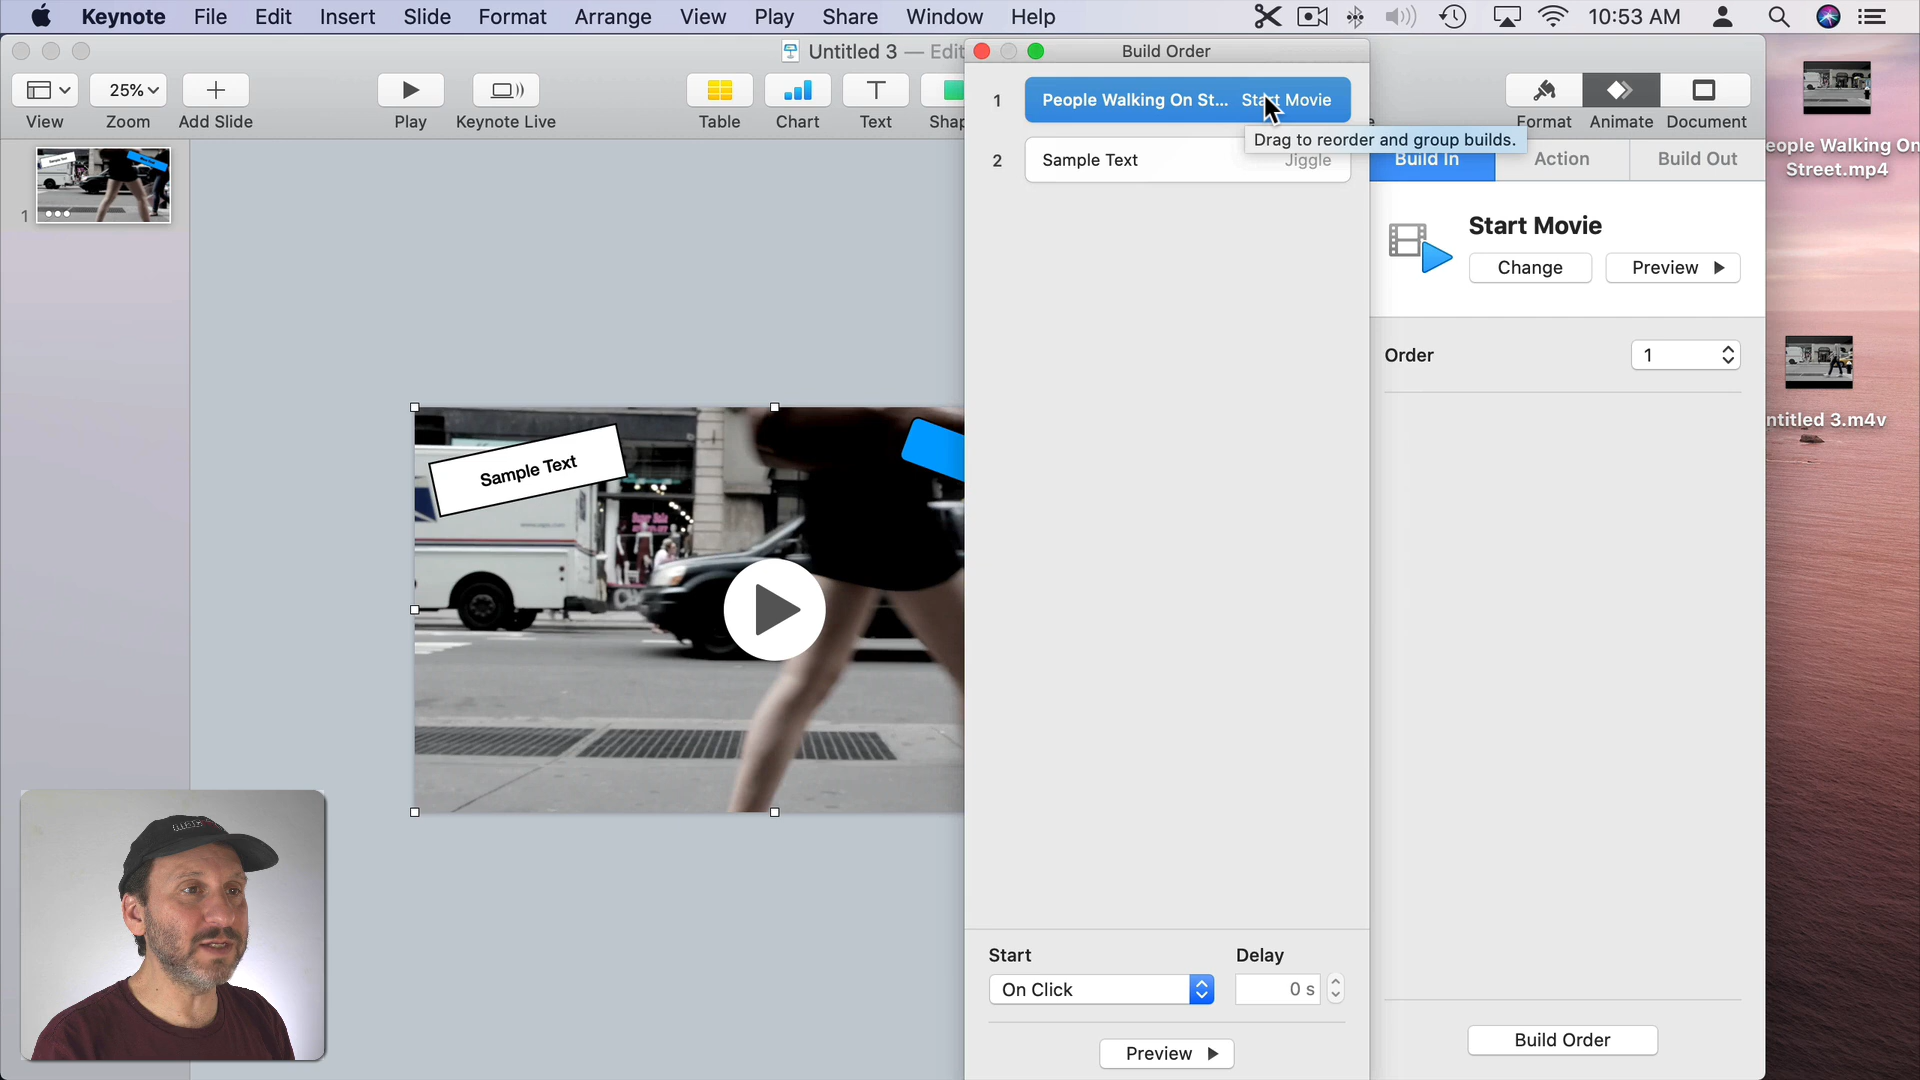 Keynote File Edit Insert Slide Format Arrange View Play Share Window Help 10:53 AM
Untitled 3 — Edi
Build Order
25%
View Zoom Add Slide Play Keynote Live Table Chart Text Shap Format Animate Document
1 People Walking On St... Start Movie
Drag to reorder and group builds.
2 Sample Text Jiggle
Build In Action Build Out
eople Walking On
Street.mp4
1
Start Movie
Change Preview
Order 1
ntitled 3.m4v
Sample Text
Start Delay
On Click 0 s
Preview
Build Order